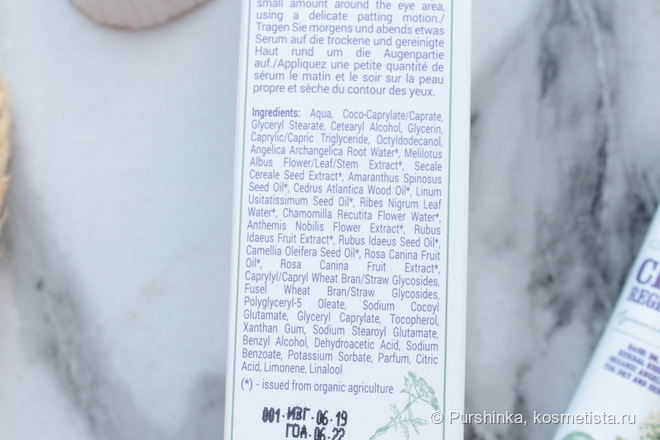 small amount around the eye area,
using a delicate patting motion./
Tragen Sie morgens und abends etwas
Serum auf die trockene und gereinigte
Haut rund um die Augenpartie
auf./Appliquez une petite quantité de
sérum le matin et le soir sur la peau
propre et sèche du contour des yeux.
Ingredients: Aqua, Coco-Caprylate/Caprate,
Glyceryl Stearate, Cetearyl Alcohol, Glycerin,
Caprylic/Capric Triglyceride, Octyldodecanol,
Angelica Archangelica Root Water*, Melilotus
Albus Flower/Leaf/Stem Extract*, Secale
Cereale Seed Extract*, Amaranthus Spinosus
Seed Oil*, Cedrus Atlantica Wood Oil*, Linum
Usitatissimum Seed Oil*, Ribes Nigrum Leaf
Water*, Chamomilla Recutita Flower Water*,
Anthemis Nobilis Flower Extract*, Rubus
Idaeus Fruit Extract*, Rubus Idaeus Seed Oil*,
Camellia Oleifera Seed Oil*, Rosa Canina Fruit
Oil*, Rosa Canina Fruit Extract*,
Caprylyl/Capryl Wheat Bran/Straw Glycosides,
Fusel Wheat Bran/Straw Glycosides,
Polyglyceryl-5 Oleate, Sodium Cocoyl
Glutamate, Glyceryl Caprylate, Tocopherol,
Xanthan Gum, Sodium Stearoyl Glutamate,
Benzyl Alcohol, Dehydroacetic Acid, Sodium
Benzoate, Potassium Sorbate, Parfum, Citric
Acid, Limonene, Linalool
(*) - issued from organic agriculture
001·ИЗГ.06.19
ГОА.06.22
© Purshinka, kosmetista.ru